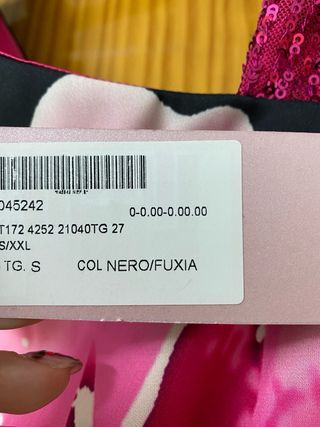 045242
0-0.00-0.00.00
T172 4252 21040TG 27
S/XXL
TG. S
COL NERO/FUXIA